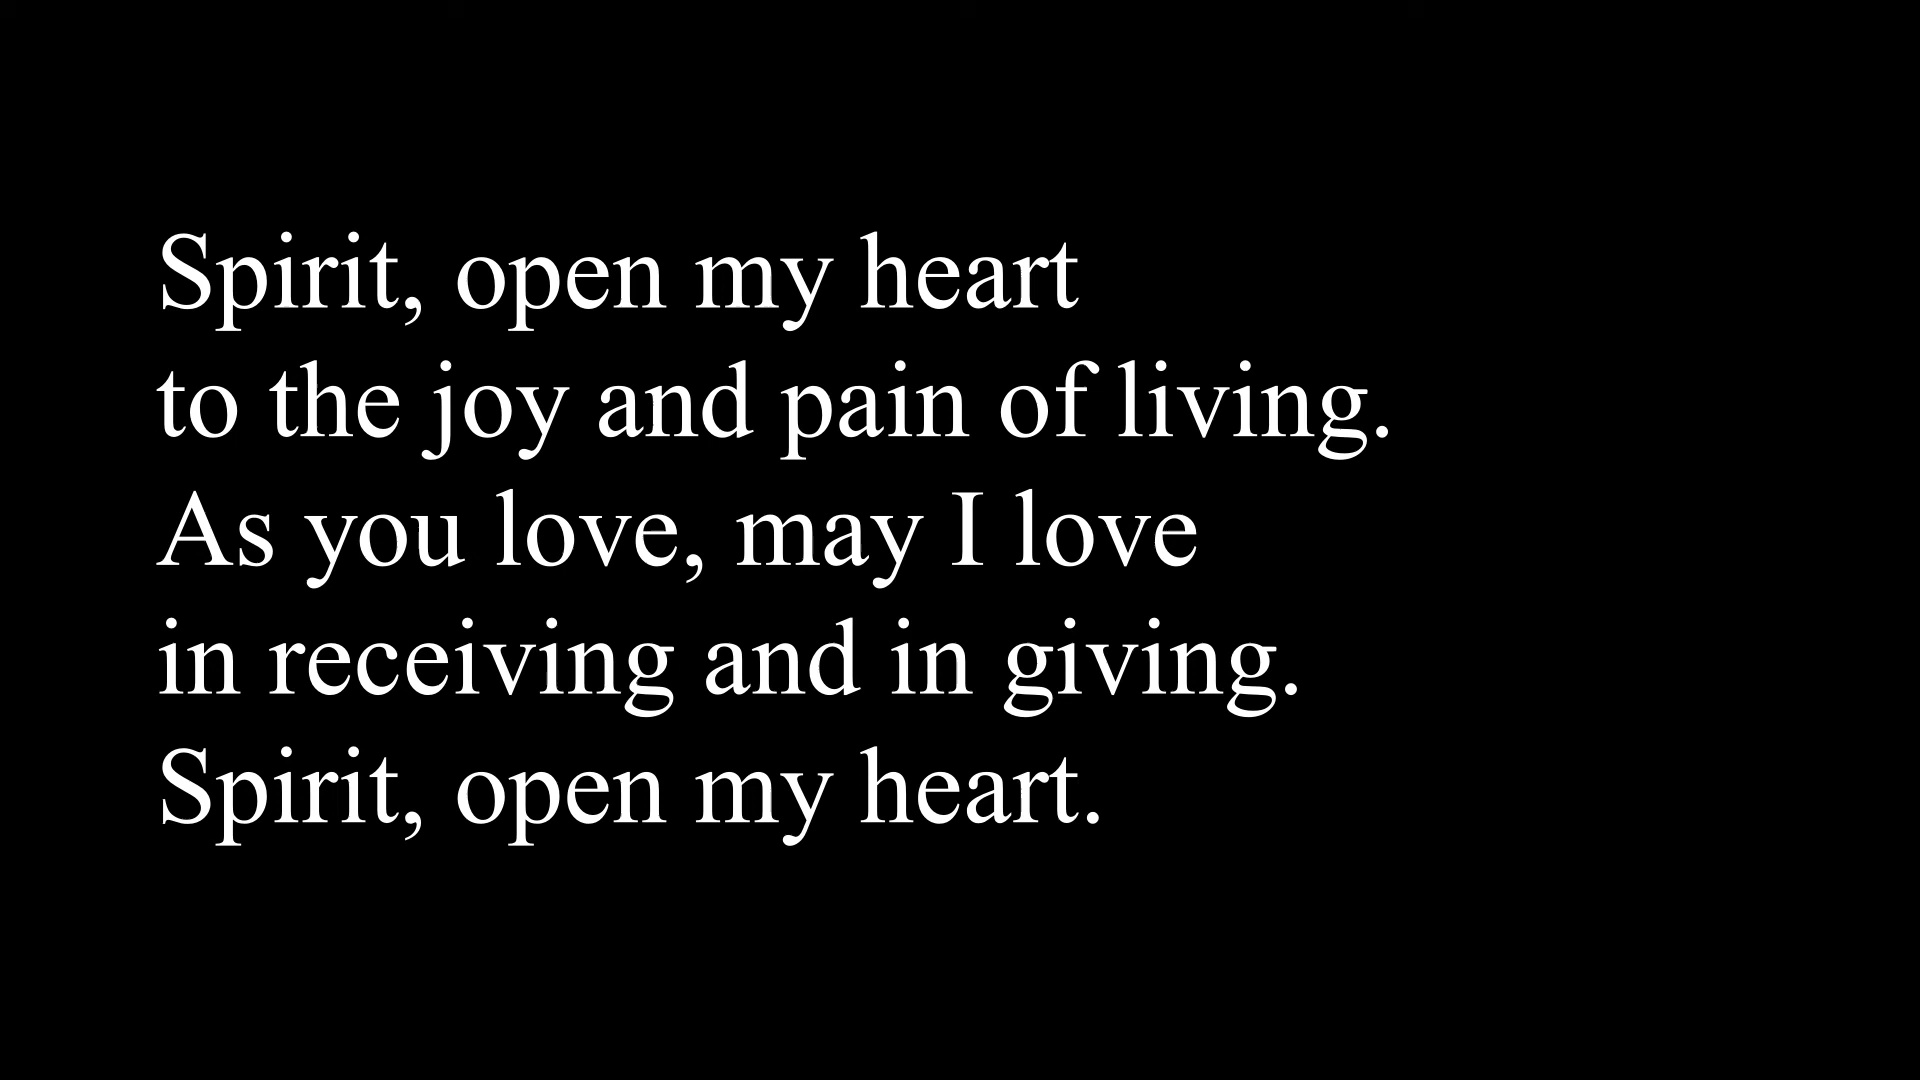 Spirit, open my heart
to the joy and pain of living.
As you love, may I love
in receiving and in giving.
Spirit, open my heart.